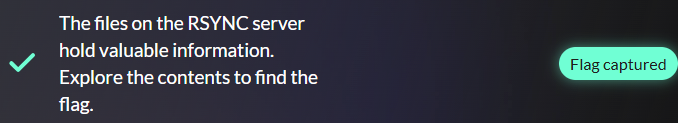 The files on the RSYNC server
hold valuable information.
Explore the contents to find the
flag.
Flag captured